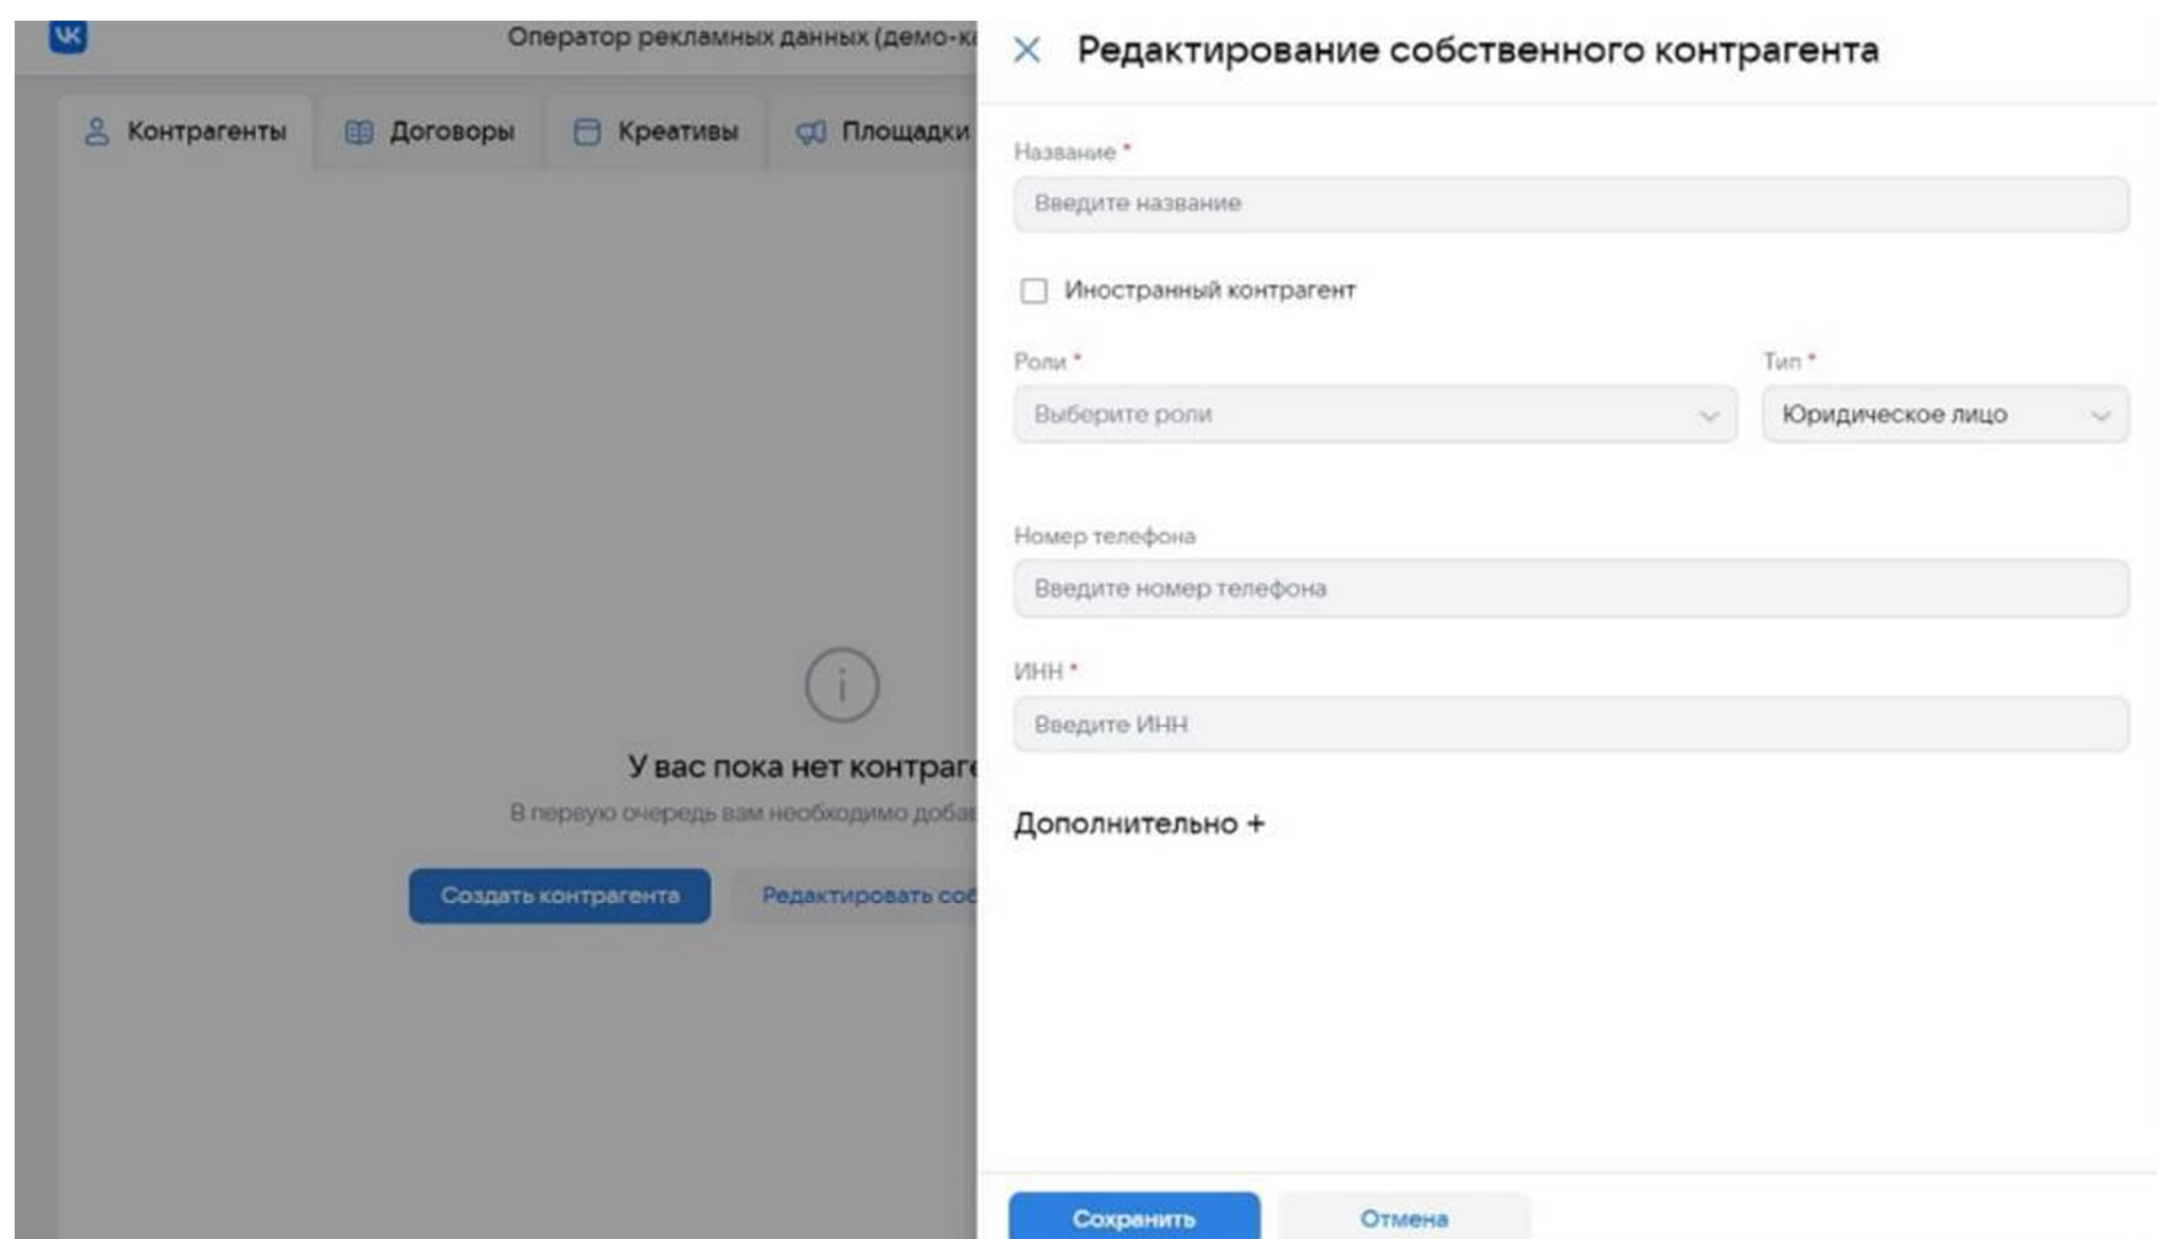 VK
Оператор рекламных данных (демо-ка
Контрагенты
Договоры
Креативы
Площадки
У вас пока нет контраге
В первую очередь вам необходимо добав
Создать контрагента
Редактировать соб
Редактирование собственного контрагента
Название *
Введите название
Иностранный контрагент
Роли * Тип *
Выберите роли Юридическое лицо
Номер телефона
Введите номер телефона
ИНН *
Введите ИНН
Дополнительно +
Сохранить
Отмена